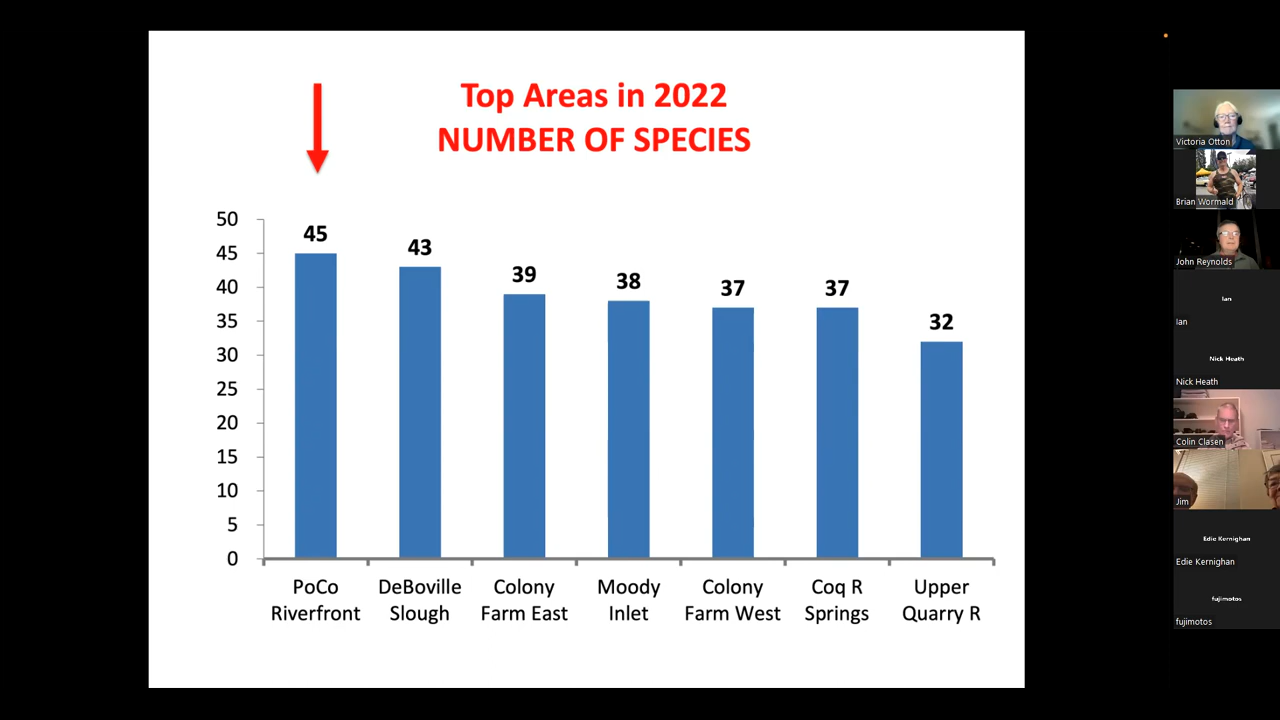 Top Areas in 2022
NUMBER OF SPECIES
50
45
40
35
30
25
20
15
10
5
0
45
43
39
38
37
37
32
PoCo
Riverfront
DeBoville
Slough
Colony
Farm East
Moody
Inlet
Colony
Farm West
Coq R
Springs
Upper
Quarry R
Victoria Otton
Brian Wormald
John Reynolds
Ian
Ian
Nick Heath
Nick Heath
Colin Clasen
Jim
Edie Kernighan
Edie Kernighan
fujimotos
fujimotos